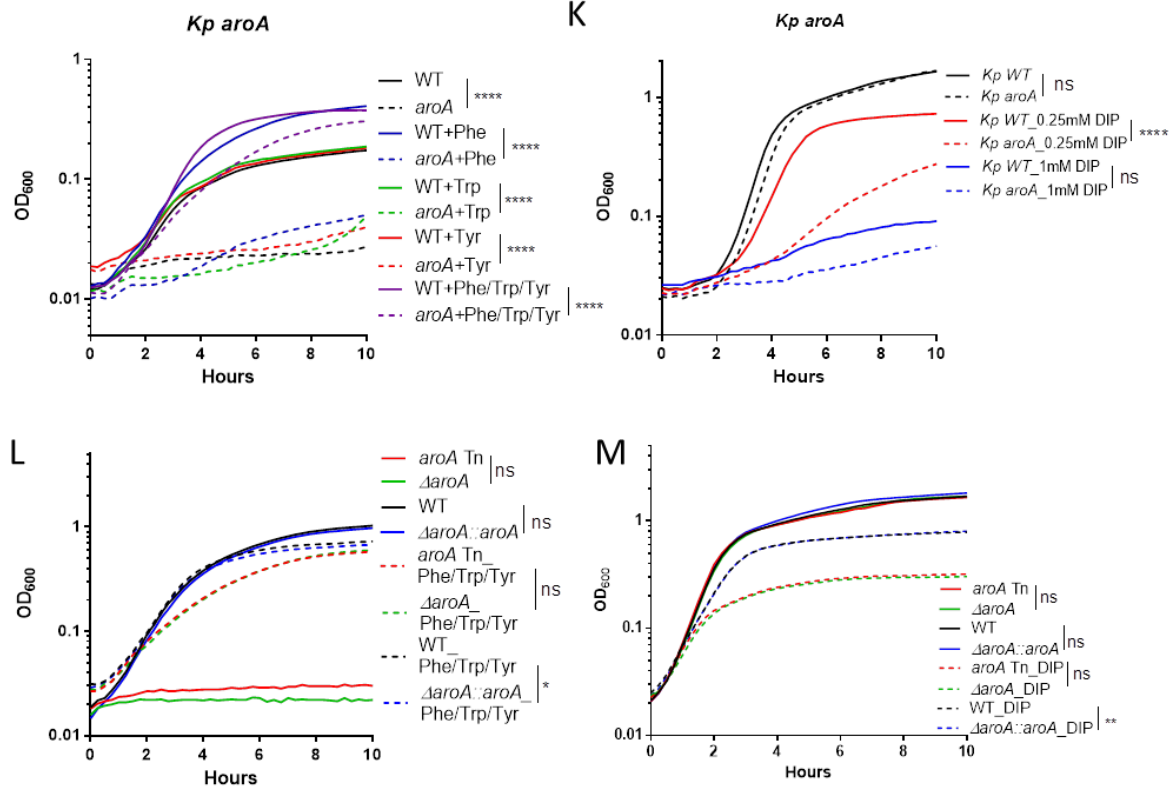 Kp aroA
OD600
1
0.1
0.01
0
2
4
6
8
10
Hours
WT
aroA
****
WT+Phe
aroA+Phe
****
WT+Trp
aroA+Trp
****
WT+Tyr
aroA+Tyr
****
WT+Phe/Trp/Tyr
aroA+Phe/Trp/Tyr
****
K
Kp aroA
OD600
1
0.1
0.01
0
2
4
6
8
10
Hours
Kp WT
Kp aroA
ns
Kp WT_0.25mM DIP
Kp aroA_0.25mM DIP
****
Kp WT_1mM DIP
Kp aroA_1mM DIP
ns
L
OD600
1
0.1
0.01
0
2
4
6
8
10
Hours
aroA Tn
ΔaroA
ns
WT
ΔaroA::aroA
ns
aroA Tn_
Phe/Trp/Tyr
ΔaroA_
Phe/Trp/Tyr
ns
WT_
Phe/Trp/Tyr
ΔaroA::aroA_
Phe/Trp/Tyr
*
M
OD600
1
0.1
0.01
0
2
4
6
8
10
Hours
aroA Tn
ΔaroA
ns
WT
ΔaroA::aroA
ns
aroA Tn_DIP
ΔaroA_DIP
ns
WT_DIP
ΔaroA::aroA_DIP
**